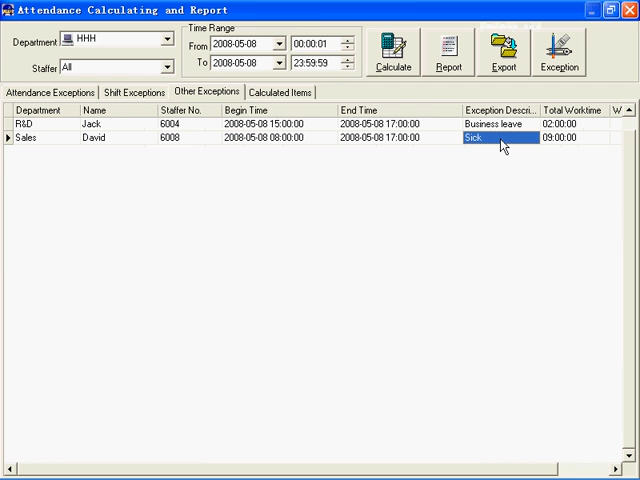 Attendance Calculating and Report
Department HHH
Staffer All
Time Range
From 2008-05-08 00:00:01
To 2008-05-08 23:59:59
Calculate Report Export Exception
Attendance Exceptions Shift Exceptions Other Exceptions Calculated Items
Department Name Staffer No. Begin Time End Time Exception Descri... Total Worktime W
R&D Jack 6004 2008-05-08 15:00:00 2008-05-08 17:00:00 Business leave 02:00:00
Sales David 6008 2008-05-08 08:00:00 2008-05-08 17:00:00 Sick 09:00:00